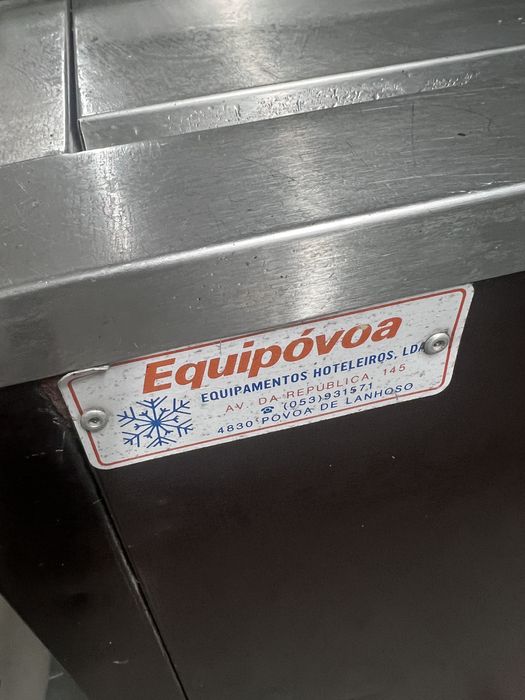 Equipóvoa
EQUIPAMENTOS HOTELEIROS, LDA
AV. DA REPÚBLICA, 145
☎ (053)931571
4830 PÓVOA DE LANHOSO